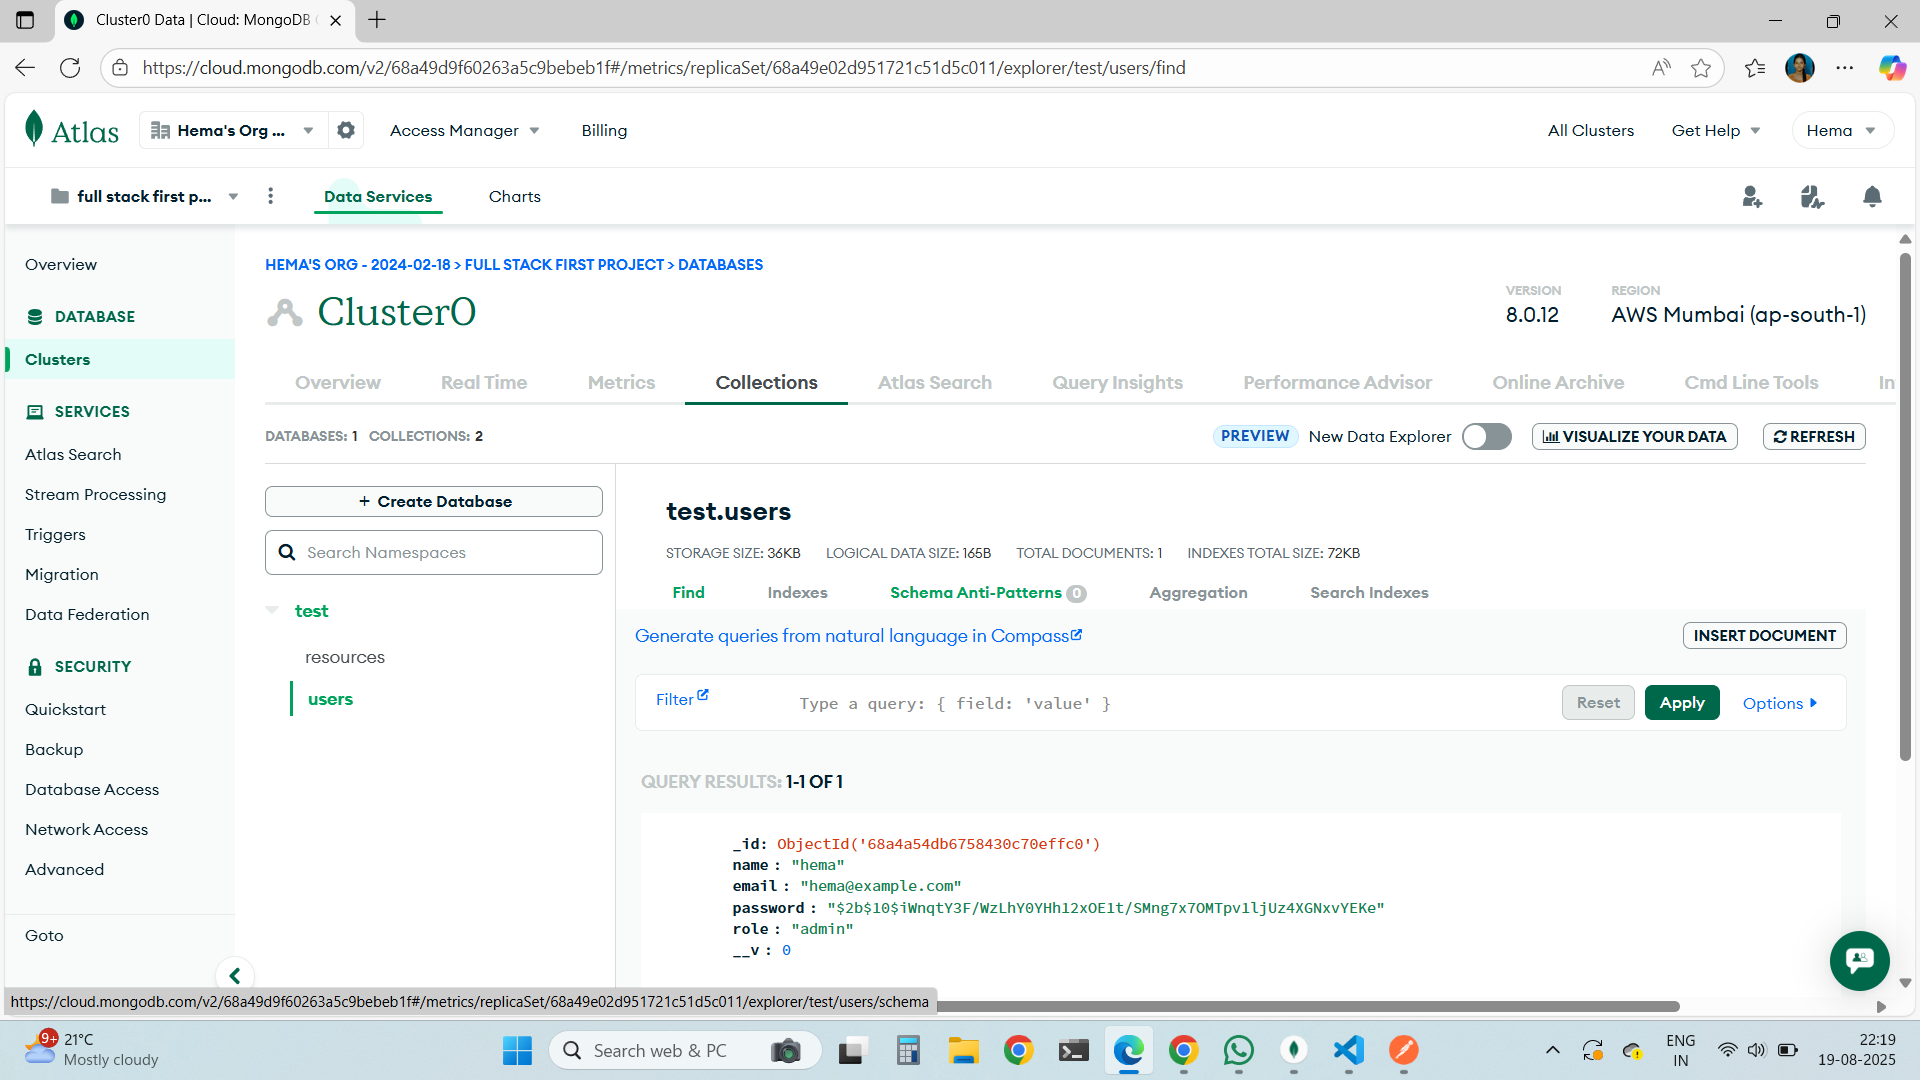 Cluster0 Data | Cloud: MongoDB
https://cloud.mongodb.com/v2/68a49d9f60263a5c9bebeb1f#/metrics/replicaSet/68a49e02d951721c51d5c011/explorer/test/users/find
Atlas
Hema's Org ...
Access Manager
Billing
All Clusters
Get Help
Hema
full stack first p...
Data Services
Charts
Overview
DATABASE
Clusters
SERVICES
Atlas Search
Stream Processing
Triggers
Migration
Data Federation
SECURITY
Quickstart
Backup
Database Access
Network Access
Advanced
Goto
HEMA'S ORG - 2024-02-18 > FULL STACK FIRST PROJECT > DATABASES
Cluster0
VERSION
8.0.12
REGION
AWS Mumbai (ap-south-1)
Overview
Real Time
Metrics
Collections
Atlas Search
Query Insights
Performance Advisor
Online Archive
Cmd Line Tools
In
DATABASES: 1 COLLECTIONS: 2
PREVIEW
New Data Explorer
VISUALIZE YOUR DATA
REFRESH
+ Create Database
Search Namespaces
test
resources
users
test.users
STORAGE SIZE: 36KB
LOGICAL DATA SIZE: 165B
TOTAL DOCUMENTS: 1
INDEXES TOTAL SIZE: 72KB
Find
Indexes
Schema Anti-Patterns 0
Aggregation
Search Indexes
Generate queries from natural language in Compass
INSERT DOCUMENT
Filter
Type a query: { field: 'value' }
Reset
Apply
Options
QUERY RESULTS: 1-1 OF 1
_id: ObjectId('68a4a54db6758430c70effc0')
name : "hema"
email : "hema@example.com"
password : "$2b$10$iWnqtY3F/WzLhY0YHh12xOE1t/SMng7x7OMTpv1ljUz4XGNxvYEKe"
role : "admin"
__v : 0
https://cloud.mongodb.com/v2/68a49d9f60263a5c9bebeb1f#/metrics/replicaSet/68a49e02d951721c51d5c011/explorer/test/users/schema
9+
21°C
Mostly cloudy
Search web & PC
ENG
IN
22:19
19-08-2025